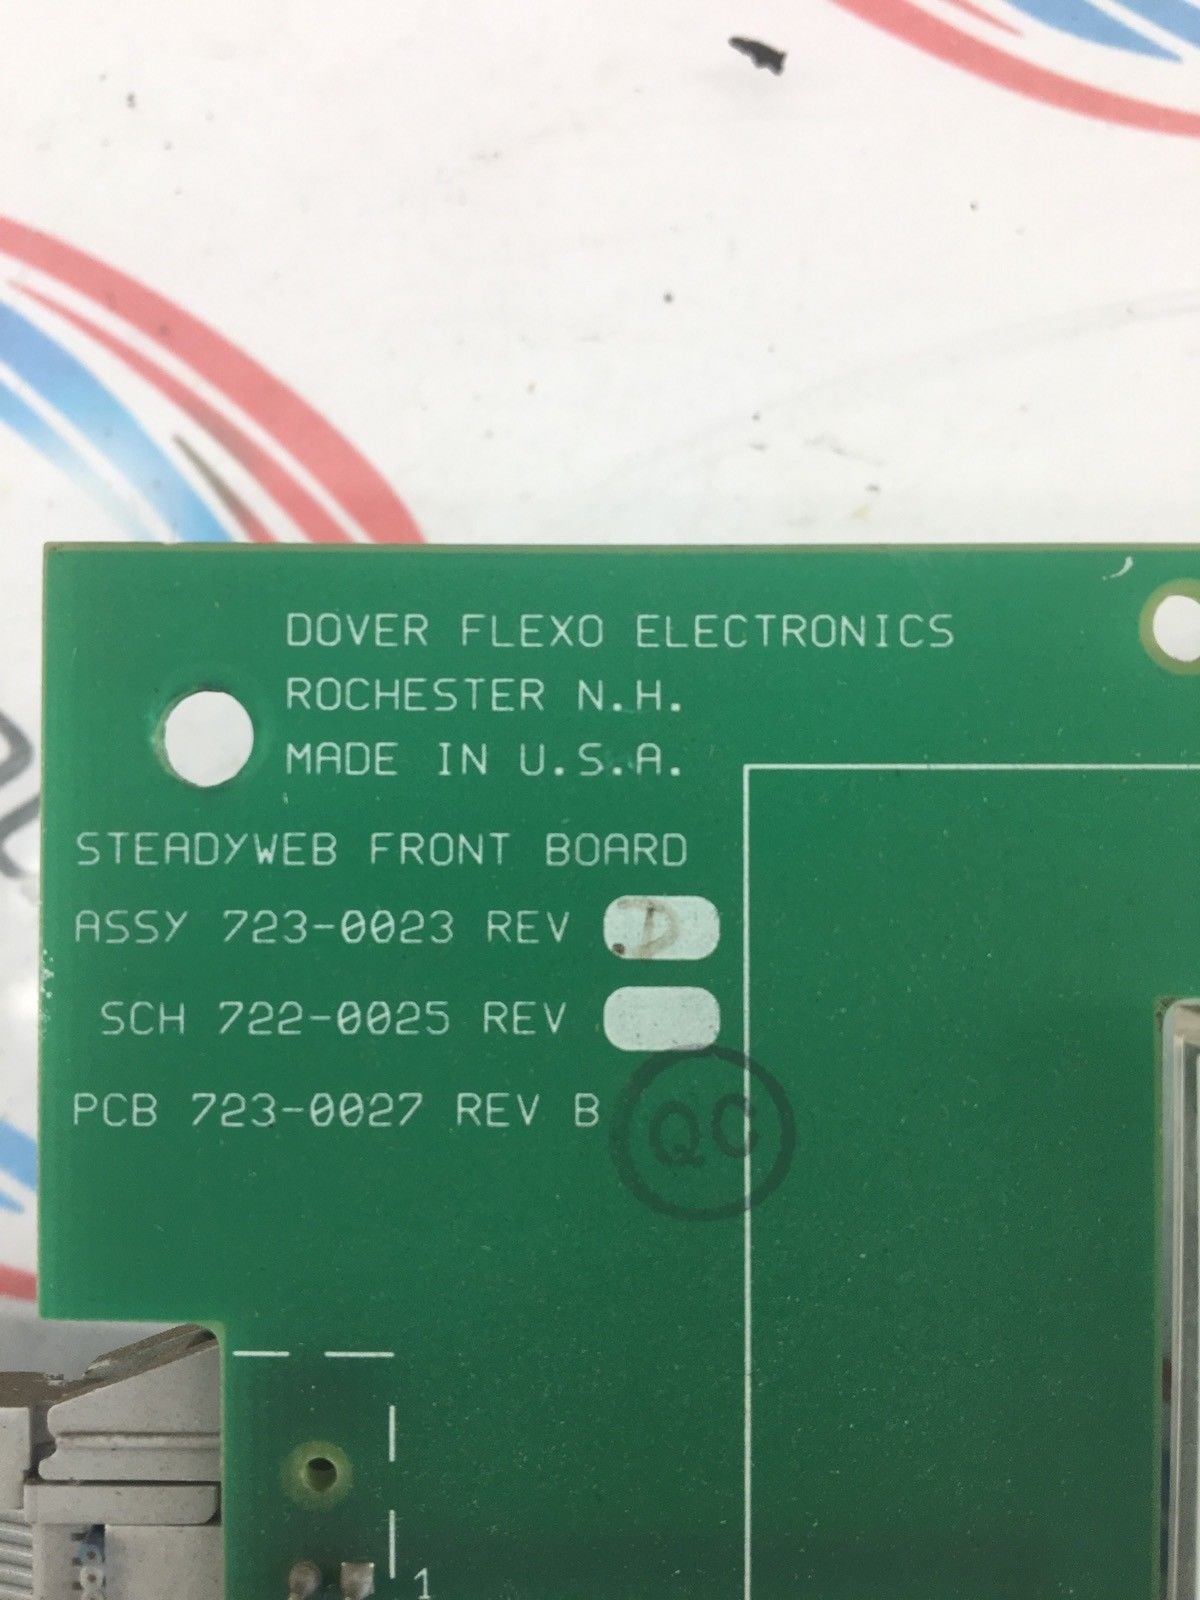 DOVER FLEXO ELECTRONICS
ROCHESTER N.H.
MADE IN U.S.A.
STEADYWEB FRONT BOARD
ASSY 723-0023 REV D
SCH 722-0025 REV
PCB 723-0027 REV B
QC
1